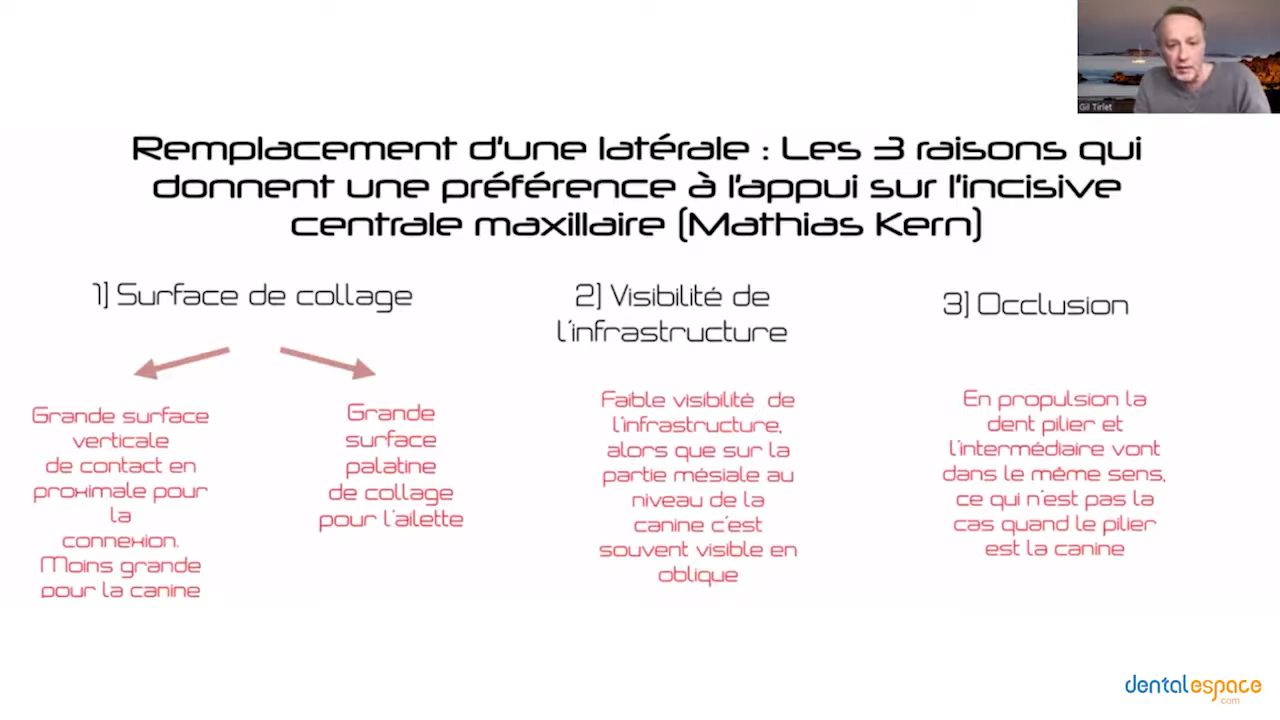 Gil Tirlet
Remplacement d'une latérale : Les 3 raisons qui
donnent une préférence à l'appui sur l'incisive
centrale maxillaire (Mathias Kern)
1) Surface de collage
Grande surface
verticale
de contact en
proximale pour
la
connexion.
Moins grande
pour la canine
Grande
surface
palatine
de collage
pour l'ailette
2) Visibilité de
l'infrastructure
Faible visibilité de
l'infrastructure,
alors que sur la
partie mésiale au
niveau de la
canine c'est
souvent visible en
oblique
3) Occlusion
En propulsion la
dent pilier et
l'intermédiaire vont
dans le même sens,
ce qui n'est pas la
cas quand le pilier
est la canine
dentalespace
.com